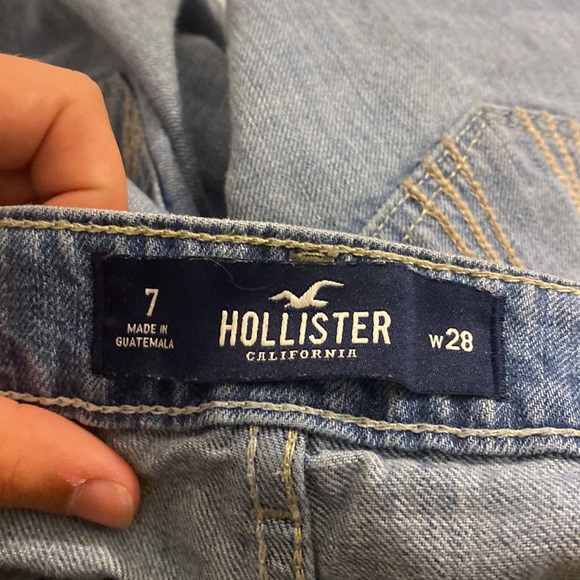 7
MADE IN
GUATEMALA
HOLLISTER
CALIFORNIA
W28